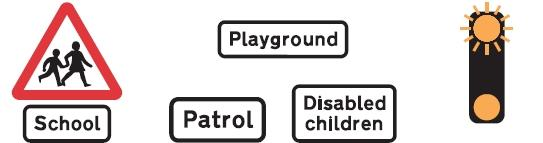 Playground
School
Patrol
Disabled
children